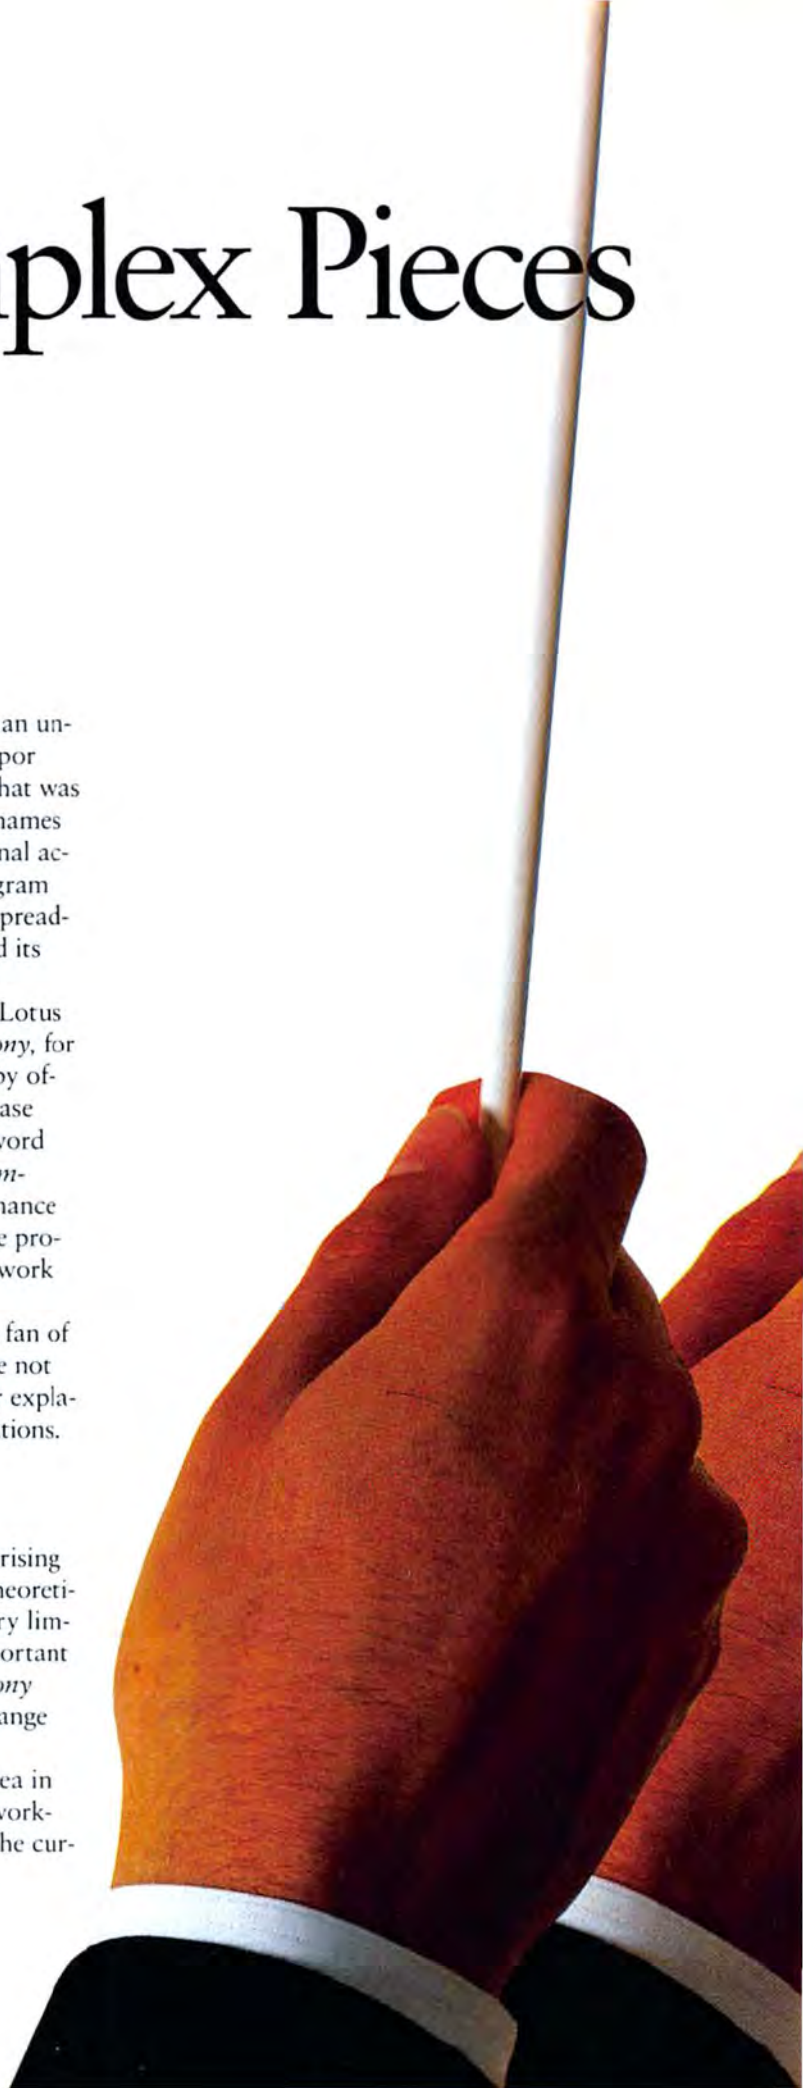 plex Pieces
an un-
por
hat was
names
nal ac-
gram
pread-
d its
Lotus
ony, for
by of-
ase
word
m-
nance
e pro-
work
fan of
e not
r expla-
tions.
rising
heoreti-
ry lim-
ortant
ony
ange
ea in
work-
he cur-